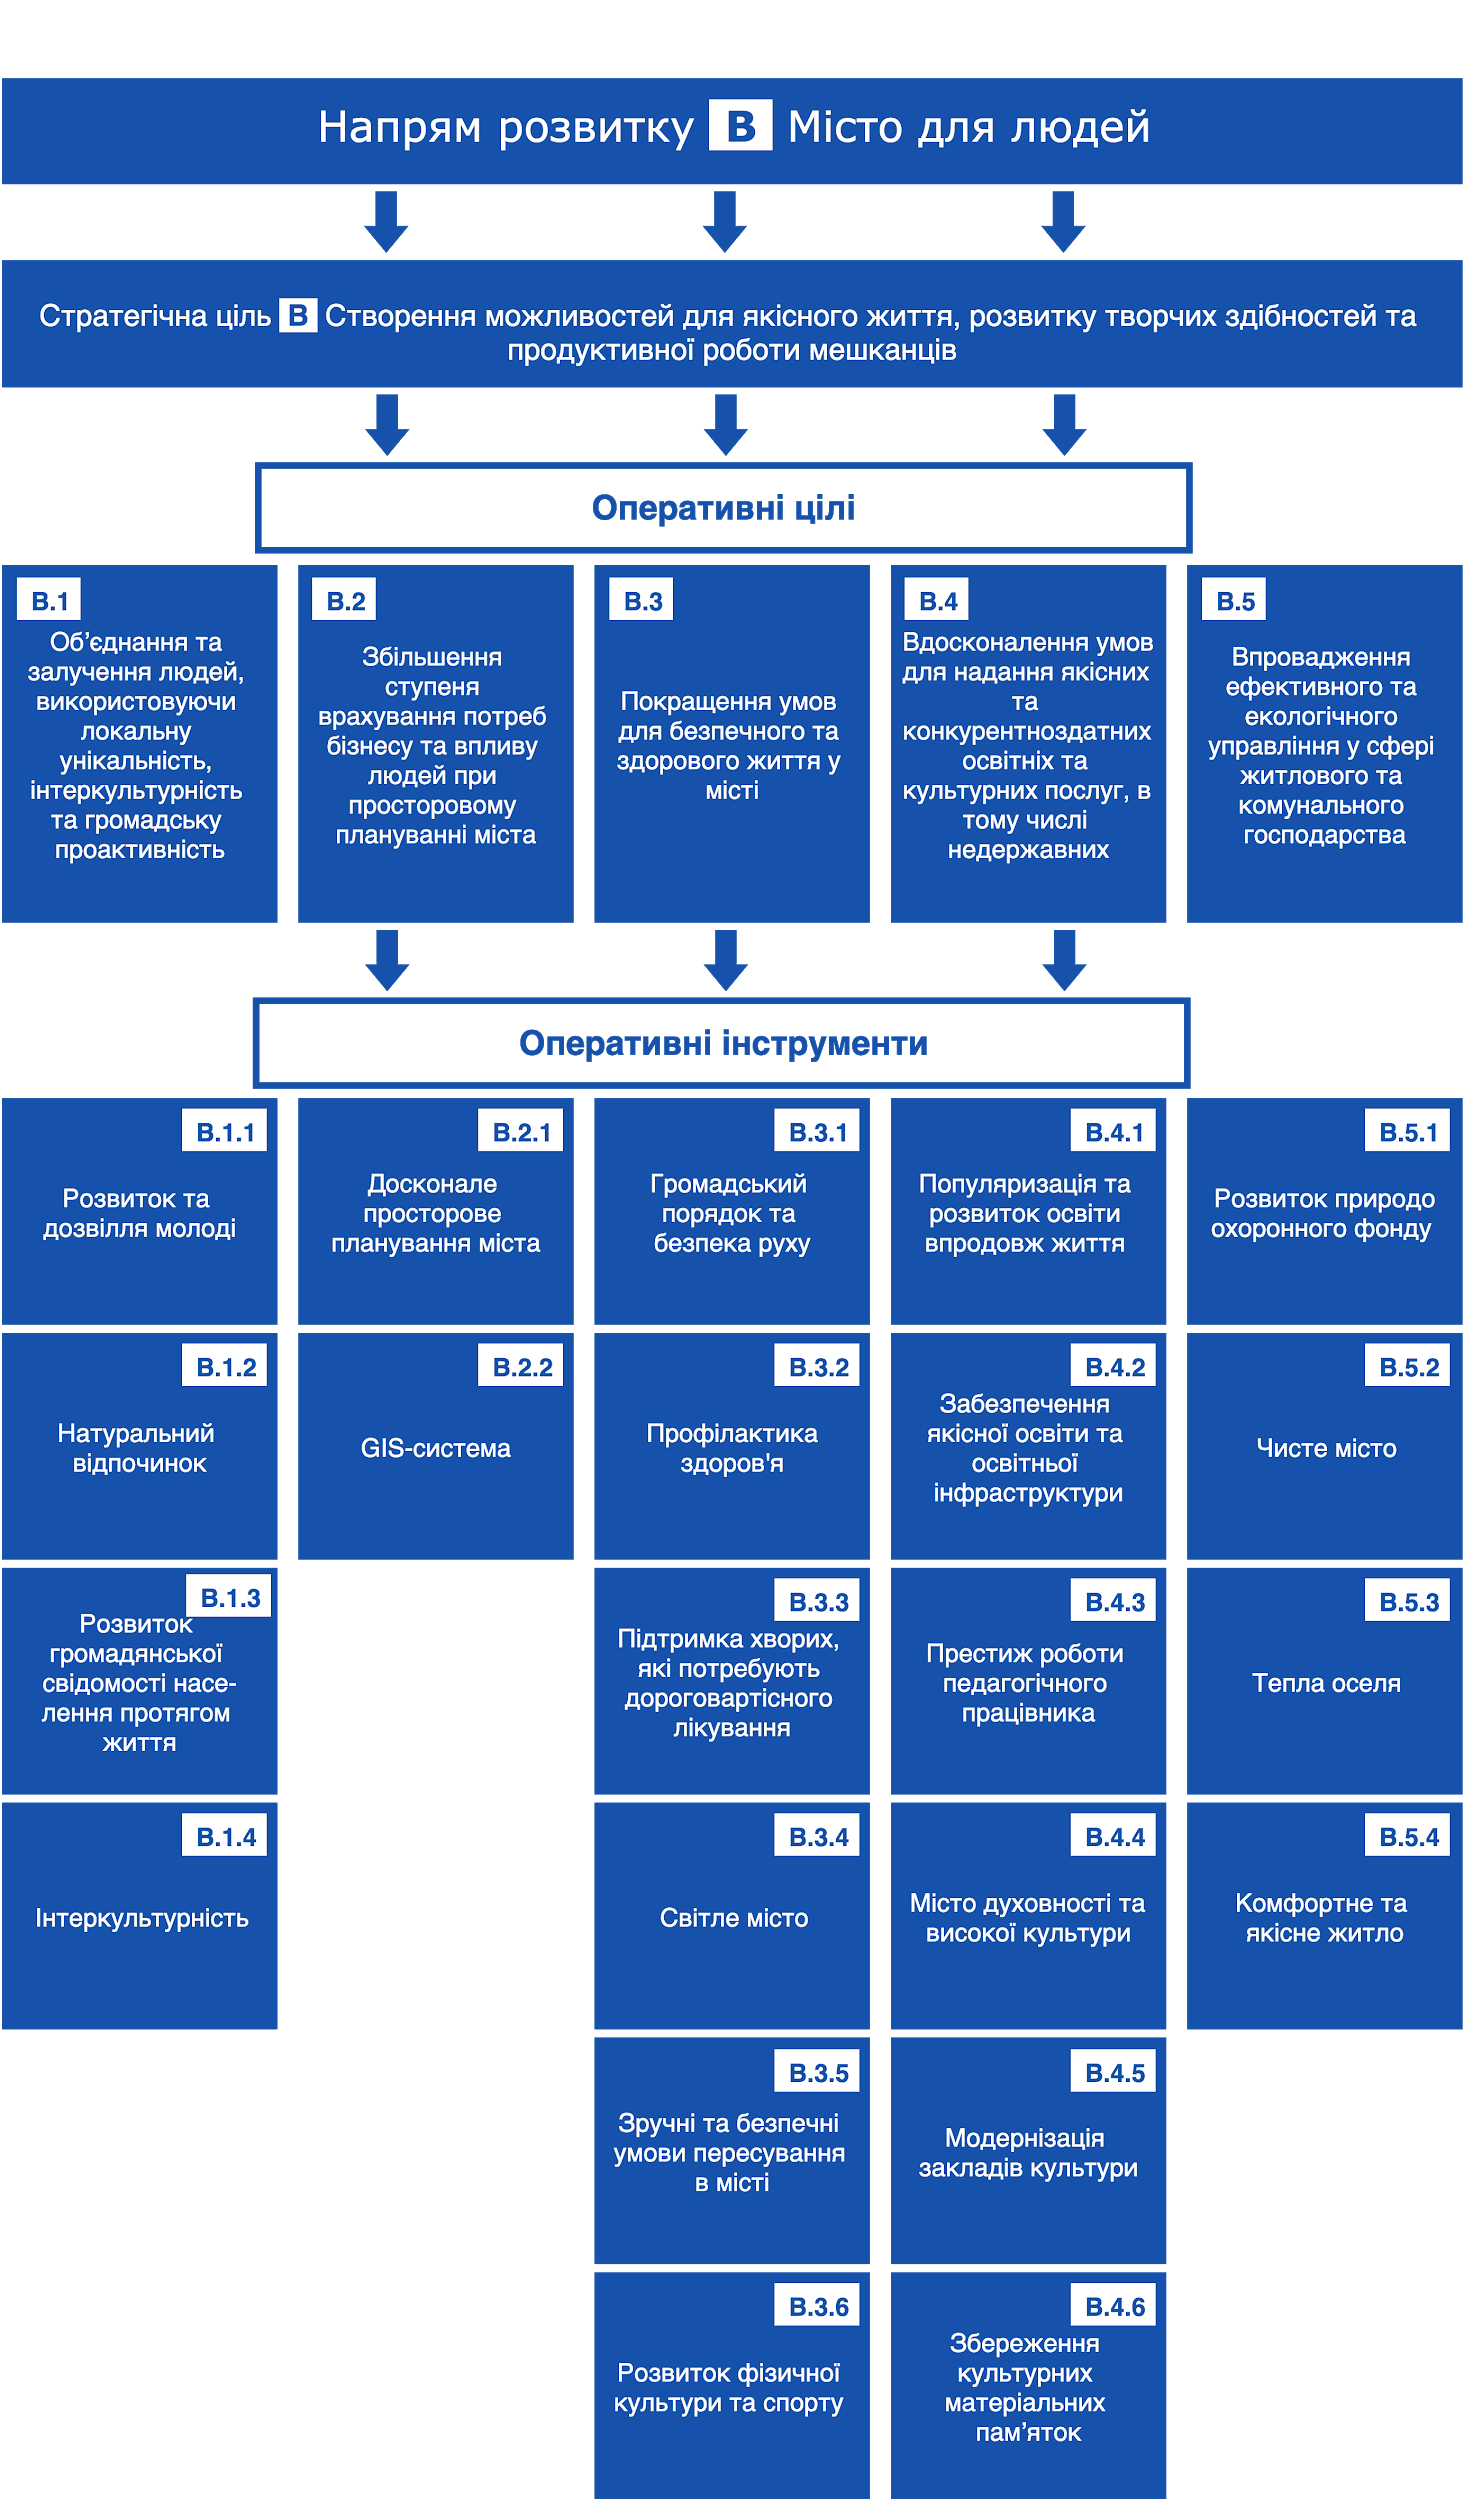 Напрям розвитку В Місто для людей
Стратегічна ціль В Створення можливостей для якісного життя, розвитку творчих здібностей та
продуктивної роботи мешканців
Оперативні цілі
В.1
Об’єднання та
залучення людей,
використовуючи
локальну
унікальність,
інтеркультурність
та громадську
проактивність
В.2
Збільшення
ступеня
врахування потреб
бізнесу та впливу
людей при
просторовому
плануванні міста
В.3
Покращення умов
для безпечного та
здорового життя у
місті
В.4
Вдосконалення умов
для надання якісних
та
конкурентноздатних
освітніх та
культурних послуг, в
тому числі
недержавних
В.5
Впровадження
ефективного та
екологічного
управління у сфері
житлового та
комунального
господарства
Оперативні інструменти
В.1.1
Розвиток та
дозвілля молоді
В.2.1
Досконале
просторове
планування міста
В.3.1
Громадський
порядок та
безпека руху
В.4.1
Популяризація та
розвиток освіти
впродовж життя
В.5.1
Розвиток природо
охоронного фонду
В.1.2
Натуральний
відпочинок
В.2.2
GIS-система
В.3.2
Профілактика
здоров'я
В.4.2
Забезпечення
якісної освіти та
освітньої
інфраструктури
В.5.2
Чисте місто
В.1.3
Розвиток
громадянської
свідомості насе-
лення протягом
життя
В.3.3
Підтримка хворих,
які потребують
дороговартісного
лікування
В.4.3
Престиж роботи
педагогічного
працівника
В.5.3
Тепла оселя
В.1.4
Інтеркультурність
В.3.4
Світле місто
В.4.4
Місто духовності та
високої культури
В.5.4
Комфортне та
якісне житло
В.3.5
Зручні та безпечні
умови пересування
в місті
В.4.5
Модернізація
закладів культури
В.3.6
Розвиток фізичної
культури та спорту
В.4.6
Збереження
культурних
матеріальних
пам’яток